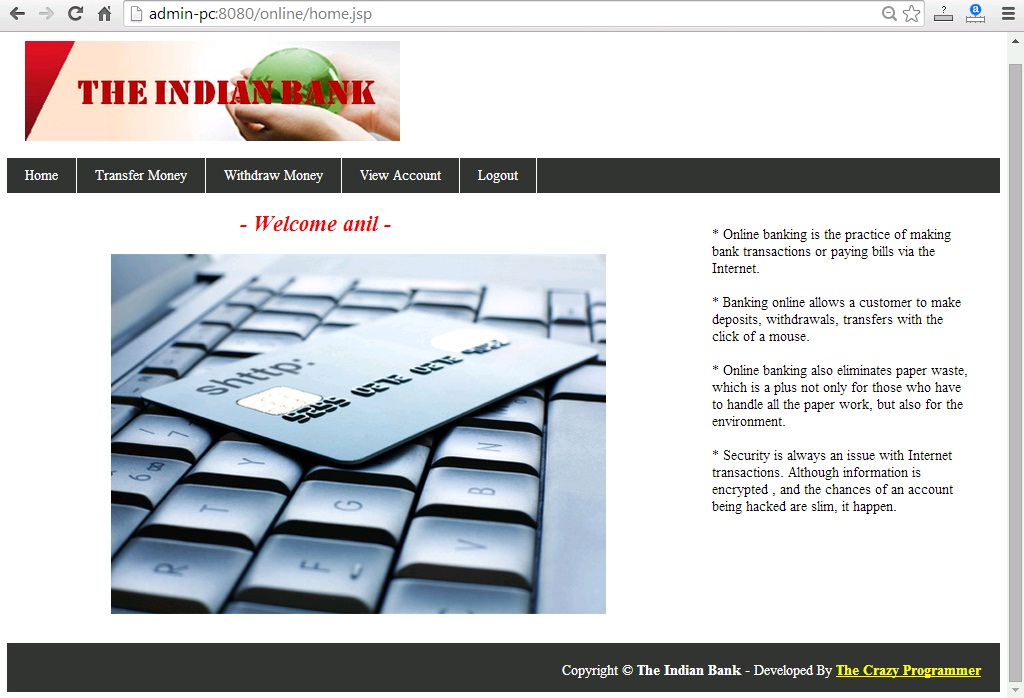 admin-pc:8080/online/home.jsp
THE INDIAN BANK
Home Transfer Money Withdraw Money View Account Logout
- Welcome anil -
shttp:
* Online banking is the practice of making
bank transactions or paying bills via the
Internet.
* Banking online allows a customer to make
deposits, withdrawals, transfers with the
click of a mouse.
* Online banking also eliminates paper waste,
which is a plus not only for those who have
to handle all the paper work, but also for the
environment.
* Security is always an issue with Internet
transactions. Although information is
encrypted , and the chances of an account
being hacked are slim, it happen.
Copyright © The Indian Bank - Developed By The Crazy Programmer